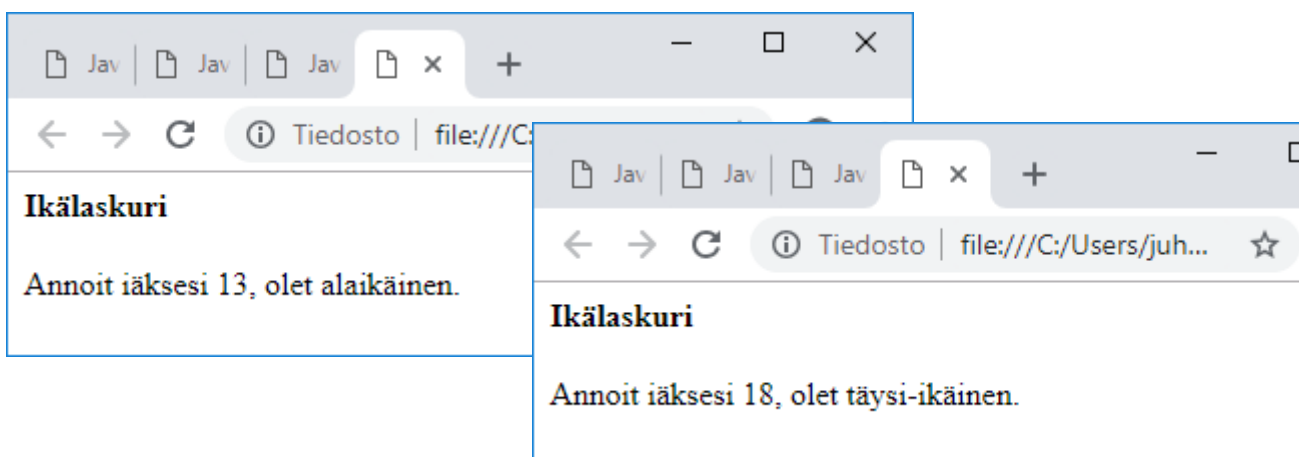 Jav Jav Jav
Tiedosto file:///C:
Ikälaskuri
Annoit iäksesi 13, olet alaikäinen.
Jav Jav Jav
Tiedosto file:///C:/Users/juh...
Ikälaskuri
Annoit iäksesi 18, olet täysi-ikäinen.